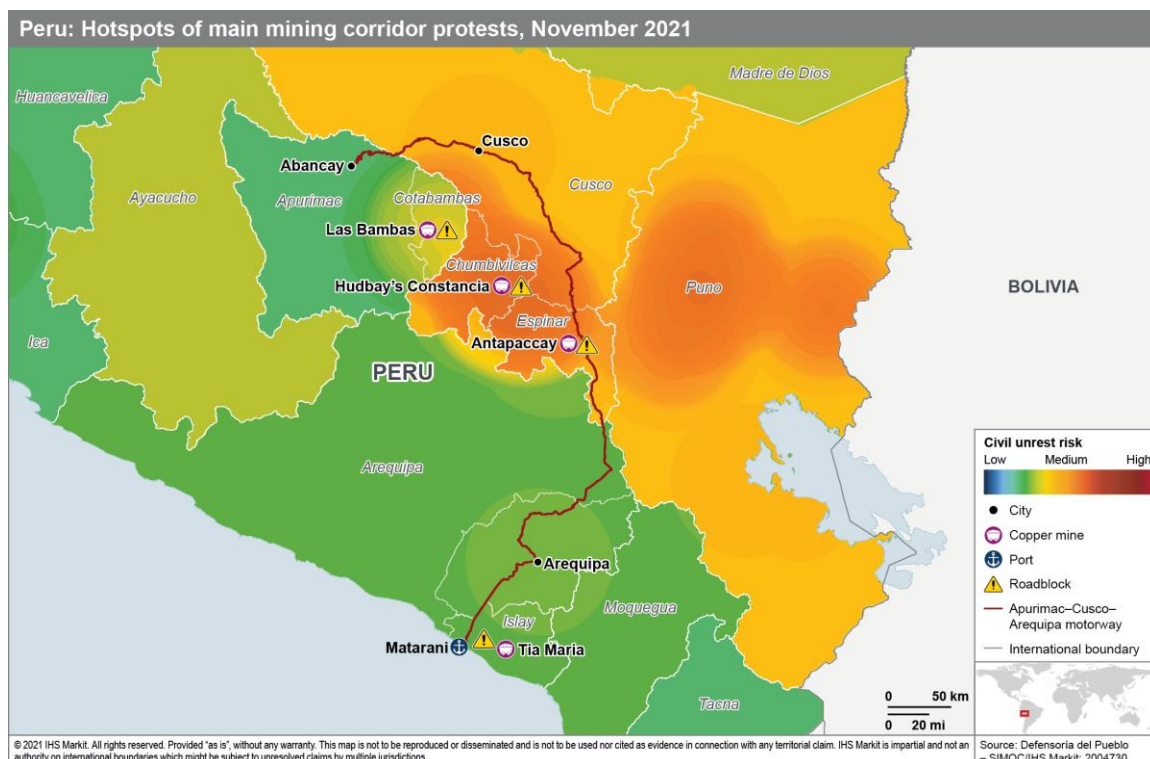 Peru: Hotspots of main mining corridor protests, November 2021
Huancavelica
Madre de Dios
Cusco
Abancay
Cusco
Ayacucho
Apurimac
Cotabambas
Las Bambas
Chumbivilcas
Hudbay's Constancia
Puno
BOLIVIA
Espinar
Ica
Antapaccay
PERU
Arequipa
Arequipa
Moquegua
Islay
Matarani
Tia Maria
Tacna
0 50 km
0 20 mi
Civil unrest risk
Low Medium High
City
Copper mine
Port
Roadblock
Apurimac–Cusco–
Arequipa motorway
International boundary
© 2021 IHS Markit. All rights reserved. Provided "as is", without any warranty. This map is not to be reproduced or disseminated and is not to be used nor cited as evidence in connection with any territorial claim. IHS Markit is impartial and not an
authority on international boundaries which might be subject to unresolved claims by multiple jurisdictions.
Source: Defensoría del Pueblo
– SIMOC/IHS Markit: 2004730